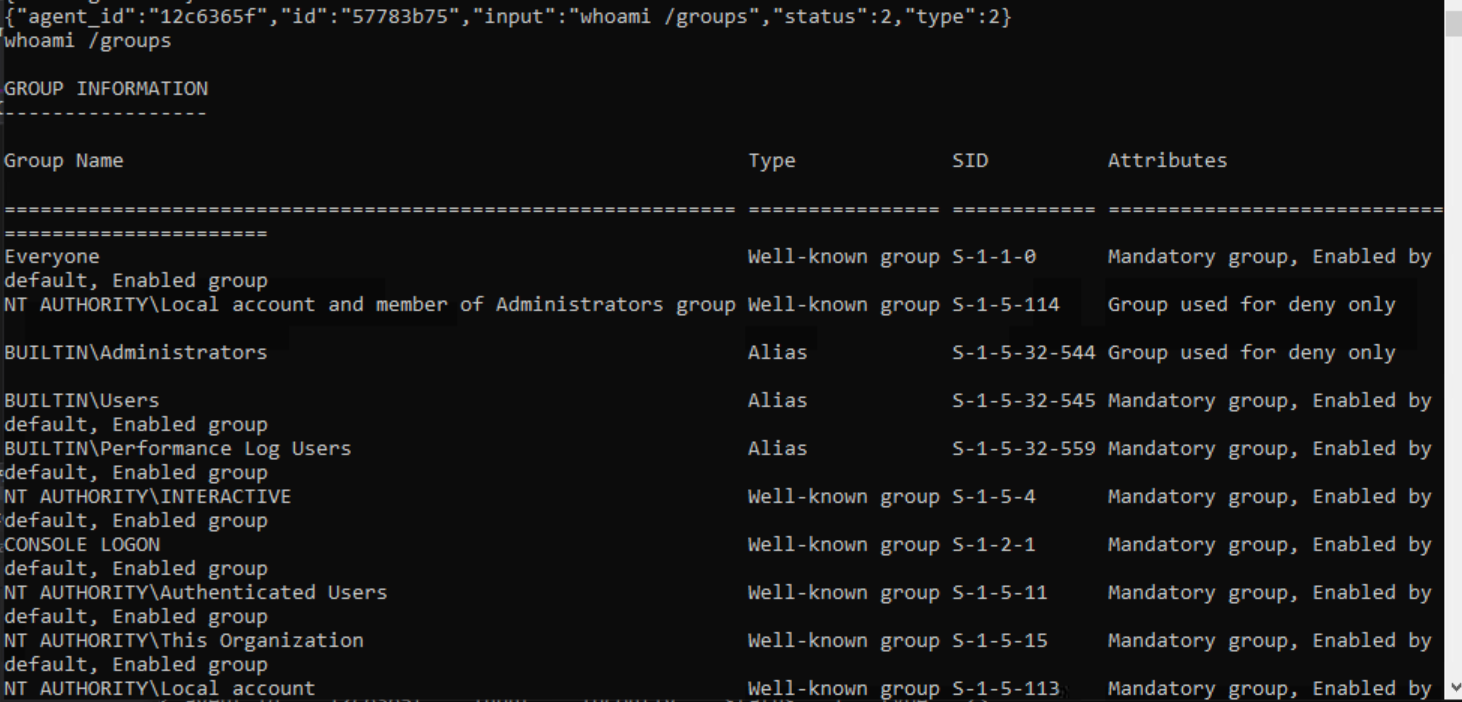 {"agent_id":"12c6365f","id":"57783b75","input":"whoami /groups","status":2,"type":2}
whoami /groups
GROUP INFORMATION
-----------------
Group Name Type SID Attributes
============================================================= ================ ============ ============================
======================
Everyone Well-known group S-1-1-0 Mandatory group, Enabled by
default, Enabled group
NT AUTHORITY\Local account and member of Administrators group Well-known group S-1-5-114 Group used for deny only
BUILTIN\Administrators Alias S-1-5-32-544 Group used for deny only
BUILTIN\Users Alias S-1-5-32-545 Mandatory group, Enabled by
default, Enabled group
BUILTIN\Performance Log Users Alias S-1-5-32-559 Mandatory group, Enabled by
default, Enabled group
NT AUTHORITY\INTERACTIVE Well-known group S-1-5-4 Mandatory group, Enabled by
default, Enabled group
CONSOLE LOGON Well-known group S-1-2-1 Mandatory group, Enabled by
default, Enabled group
NT AUTHORITY\Authenticated Users Well-known group S-1-5-11 Mandatory group, Enabled by
default, Enabled group
NT AUTHORITY\This Organization Well-known group S-1-5-15 Mandatory group, Enabled by
default, Enabled group
NT AUTHORITY\Local account Well-known group S-1-5-113 Mandatory group, Enabled by